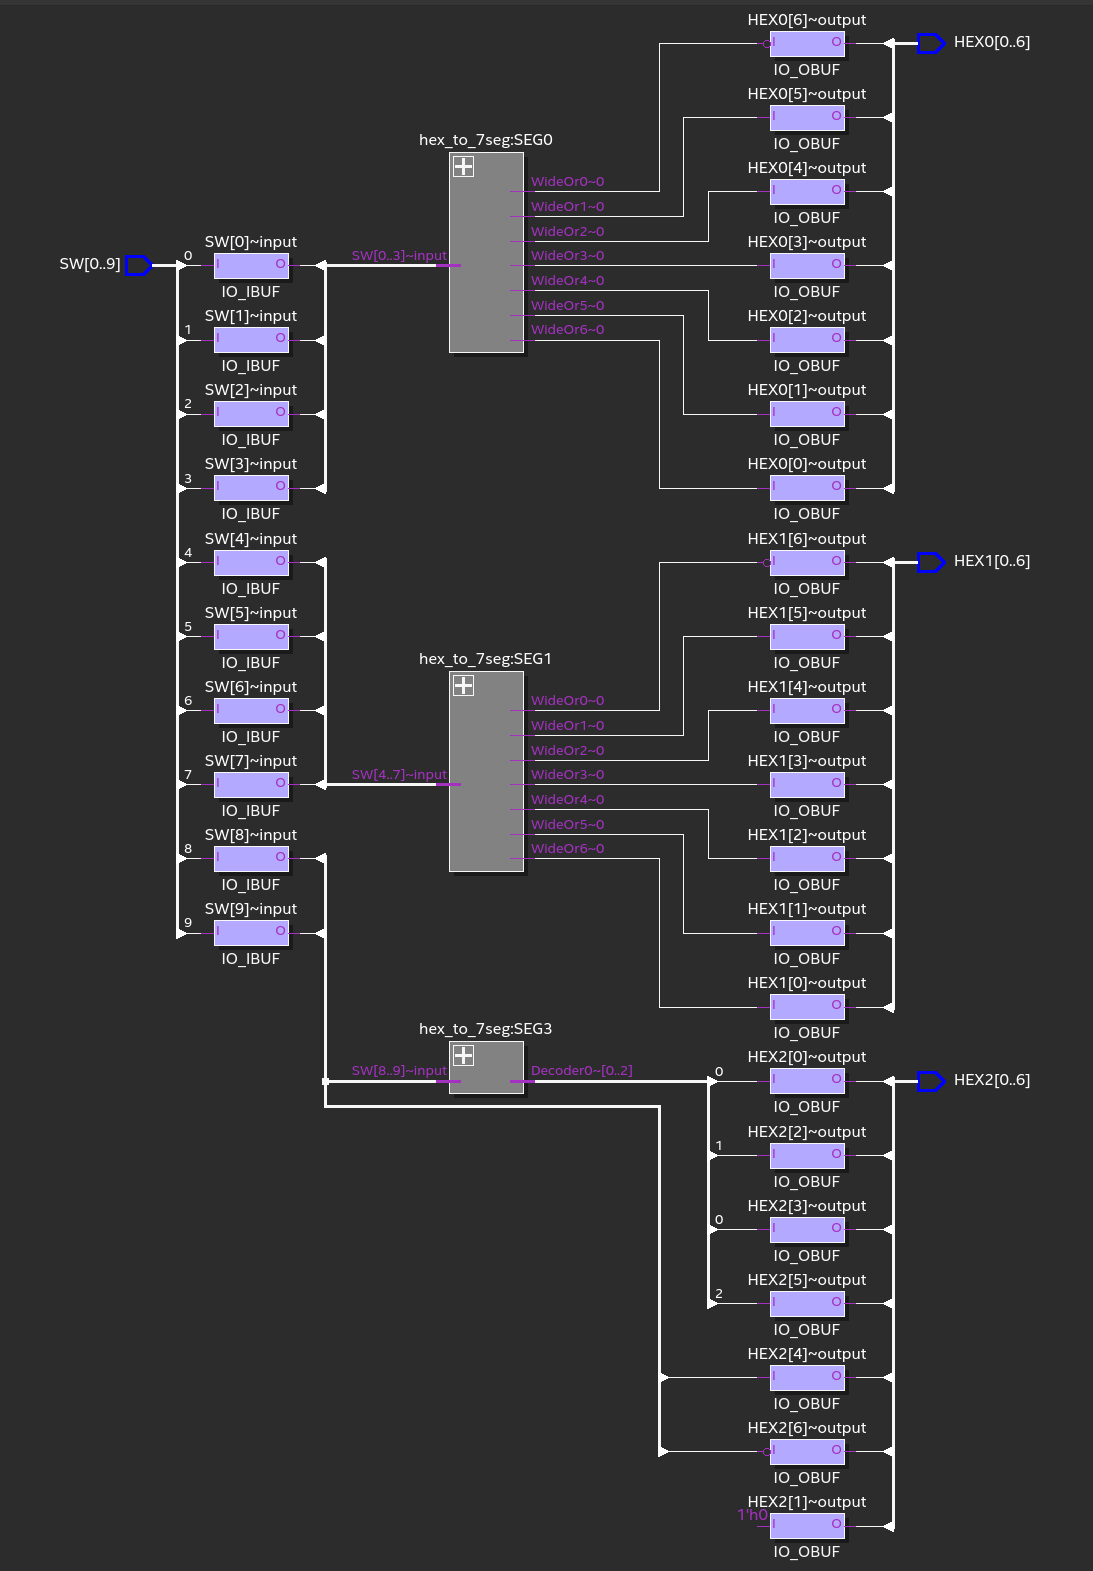 HEX0[6]~output
I O
IO_OBUF
HEX0[0..6]
HEX0[5]~output
I O
IO_OBUF
HEX0[4]~output
I O
IO_OBUF
HEX0[3]~output
I O
IO_OBUF
HEX0[2]~output
I O
IO_OBUF
HEX0[1]~output
I O
IO_OBUF
HEX0[0]~output
I O
IO_OBUF
hex_to_7seg:SEG0
WideOr0~0
WideOr1~0
WideOr2~0
WideOr3~0
WideOr4~0
WideOr5~0
WideOr6~0
SW[0..3]~input
SW[0..9]
0
SW[0]~input
I O
IO_IBUF
1
SW[1]~input
I O
IO_IBUF
2
SW[2]~input
I O
IO_IBUF
3
SW[3]~input
I O
IO_IBUF
4
SW[4]~input
I O
IO_IBUF
5
SW[5]~input
I O
IO_IBUF
6
SW[6]~input
I O
IO_IBUF
7
SW[7]~input
I O
IO_IBUF
8
SW[8]~input
I O
IO_IBUF
9
SW[9]~input
I O
IO_IBUF
hex_to_7seg:SEG1
WideOr0~0
WideOr1~0
WideOr2~0
WideOr3~0
WideOr4~0
WideOr5~0
WideOr6~0
SW[4..7]~input
HEX1[6]~output
I O
IO_OBUF
HEX1[0..6]
HEX1[5]~output
I O
IO_OBUF
HEX1[4]~output
I O
IO_OBUF
HEX1[3]~output
I O
IO_OBUF
HEX1[2]~output
I O
IO_OBUF
HEX1[1]~output
I O
IO_OBUF
HEX1[0]~output
I O
IO_OBUF
hex_to_7seg:SEG3
SW[8..9]~input
Decoder0~[0..2]
0
HEX2[0]~output
I O
IO_OBUF
HEX2[0..6]
1
HEX2[2]~output
I O
IO_OBUF
0
HEX2[3]~output
I O
IO_OBUF
2
HEX2[5]~output
I O
IO_OBUF
HEX2[4]~output
I O
IO_OBUF
HEX2[6]~output
I O
IO_OBUF
HEX2[1]~output
1'h0
I O
IO_OBUF